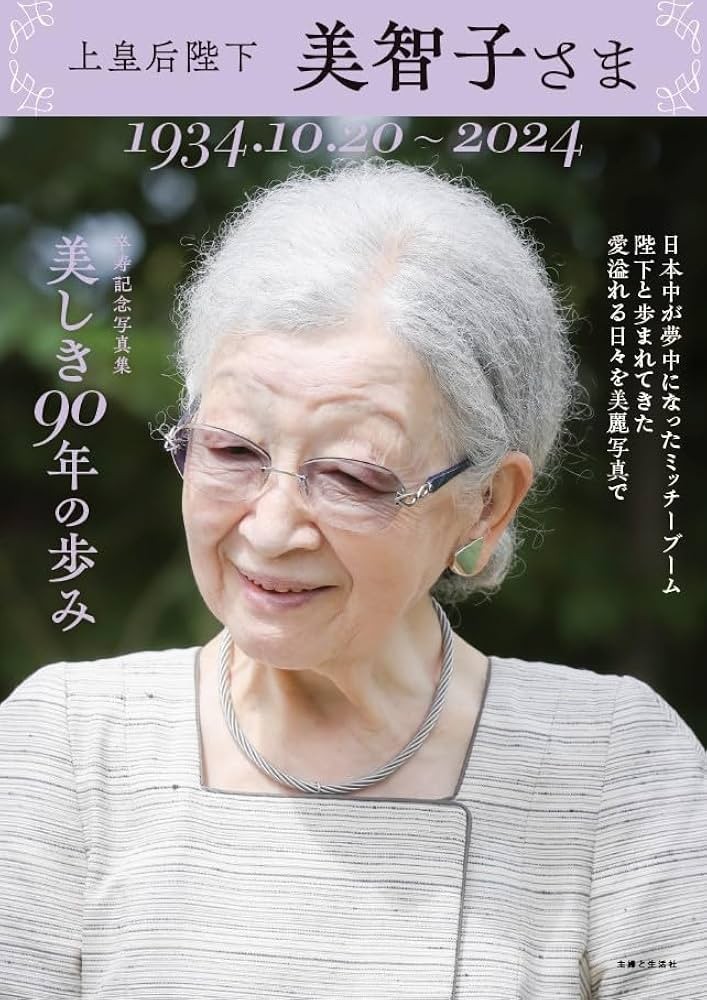 上皇后陛下 美智子さま
1934.10.20~2024
日本中が夢中になったミッチーブーム
陛下と歩まれてきた
愛溢れる日々を美麗写真で
卒寿記念写真集
美しき90年の歩み
主婦と生活社